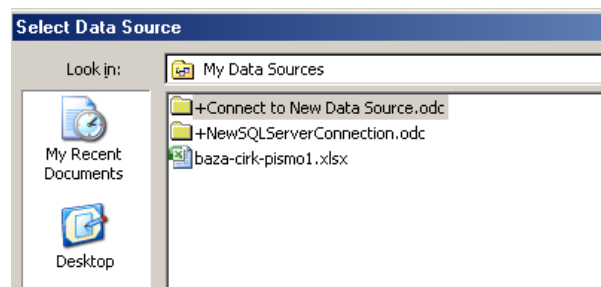 Select Data Source
Look in:
My Data Sources
+Connect to New Data Source.odc
+NewSQLServerConnection.odc
baza-cirk-pismo1.xlsx
My Recent
Documents
Desktop